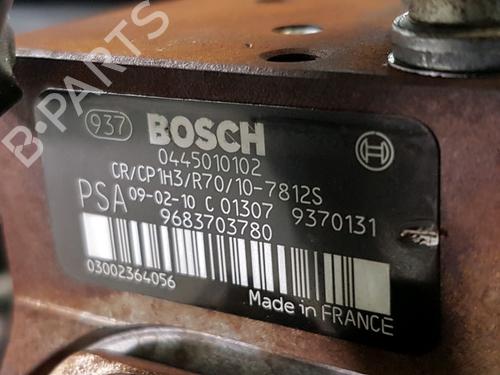 B-PARTS
937 BOSCH
0445010102
CR/CP1H3/R70/10-7812S
PSA 09-02-10 C 01307 9370131
9683703780
03002364056
Made in FRANCE